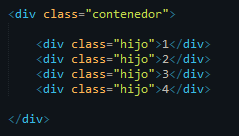 <div class="contenedor">
<div class="hijo">1</div>
<div class="hijo">2</div>
<div class="hijo">3</div>
<div class="hijo">4</div>
</div>